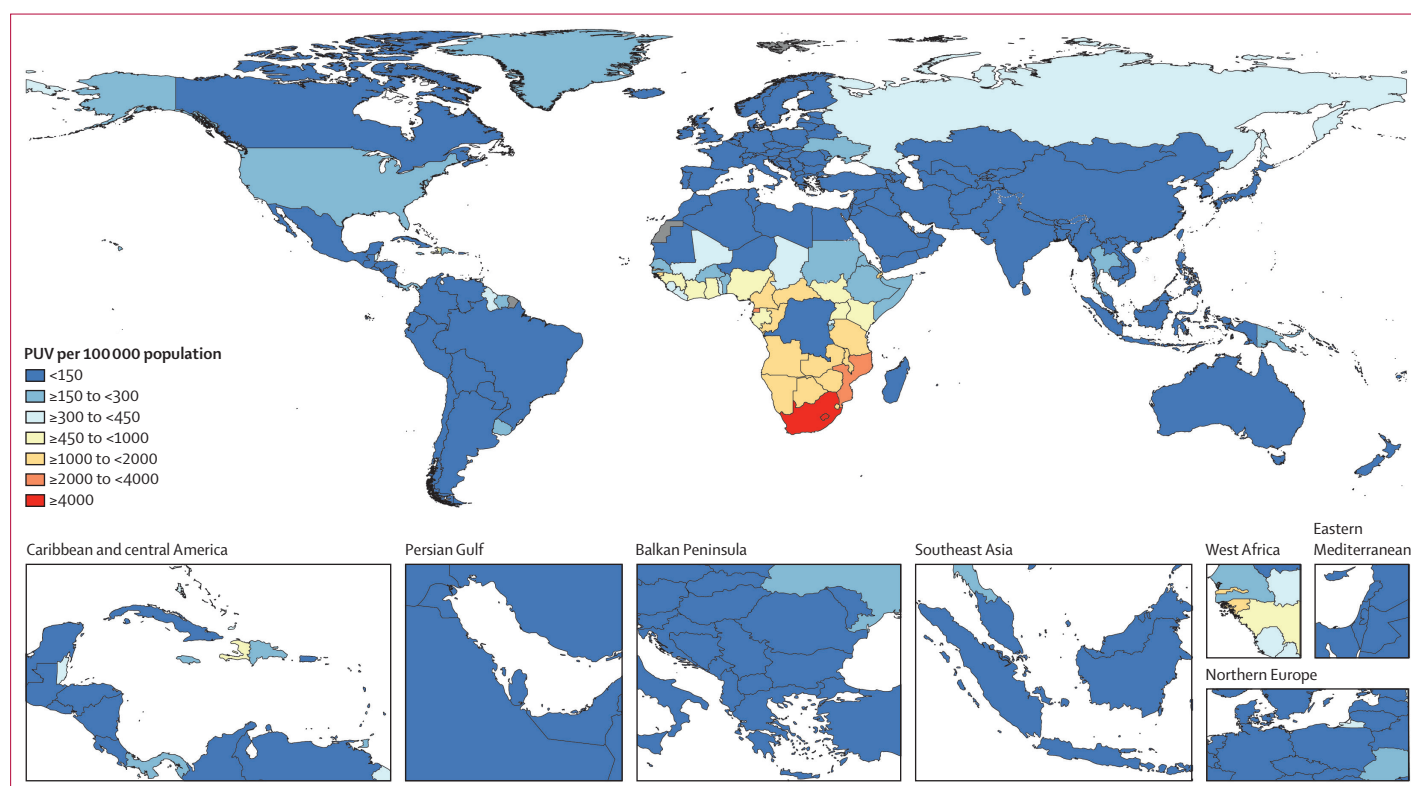 PUV per 100 000 population
<150
≥150 to <300
≥300 to <450
≥450 to <1000
≥1000 to <2000
≥2000 to <4000
≥4000
Caribbean and central America
Persian Gulf
Balkan Peninsula
Southeast Asia
West Africa
Eastern
Mediterranean
Northern Europe